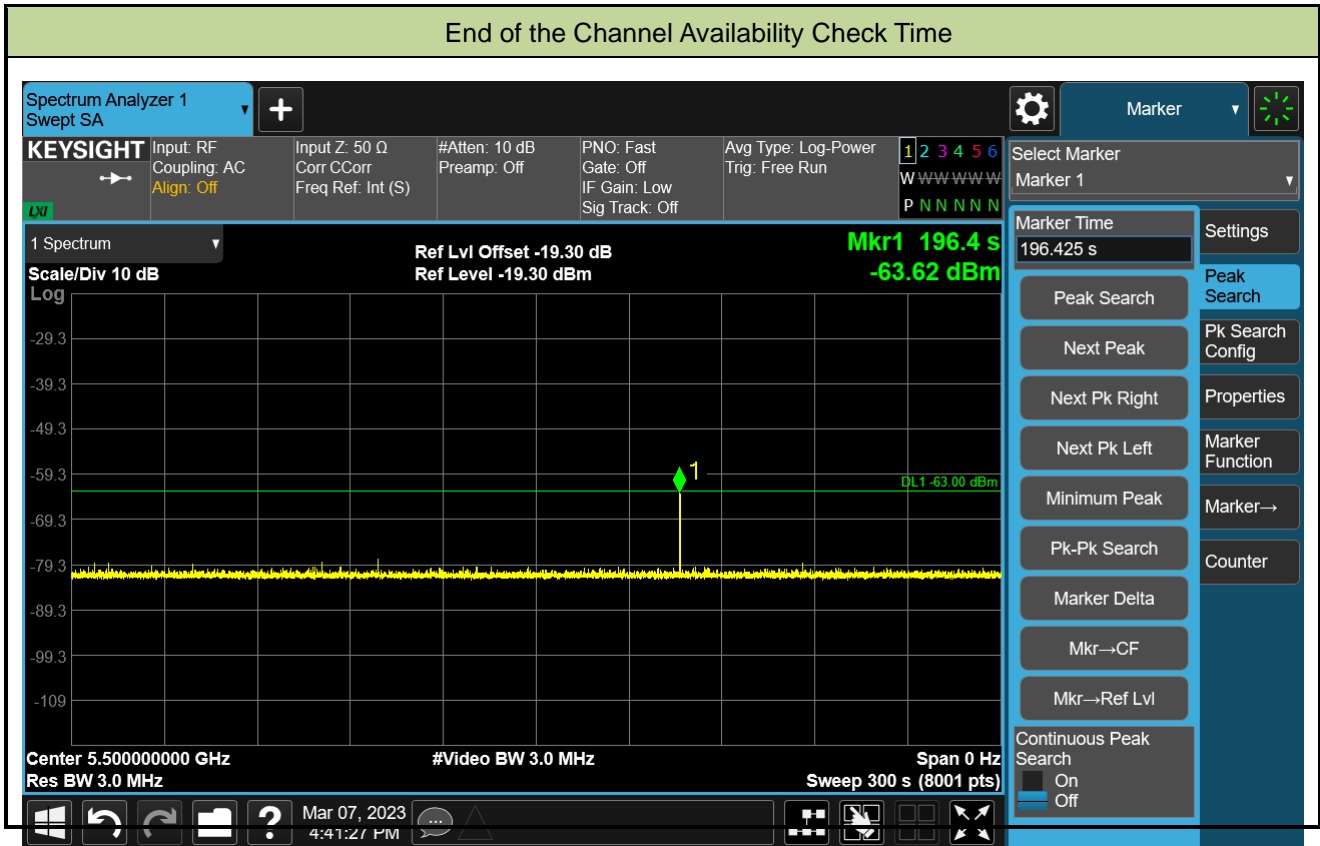 End of the Channel Availability Check Time
Spectrum Analyzer 1
Swept SA
+
Marker
KEYSIGHT
LXI
Input: RF
Coupling: AC
Align: Off
Input Z: 50 Ω
Corr CCorr
Freq Ref: Int (S)
#Atten: 10 dB
Preamp: Off
PNO: Fast
Gate: Off
IF Gain: Low
Sig Track: Off
Avg Type: Log-Power
Trig: Free Run
1 2 3 4 5 6
W W W W W W
P N N N N N
Select Marker
Marker 1
1 Spectrum
Scale/Div 10 dB
Log
Ref Lvl Offset -19.30 dB
Ref Level -19.30 dBm
Mkr1 196.4 s
-63.62 dBm
-29.3
-39.3
-49.3
-59.3
-69.3
-79.3
-89.3
-99.3
-109
1
DL1 -63.00 dBm
Center 5.500000000 GHz
Res BW 3.0 MHz
#Video BW 3.0 MHz
Span 0 Hz
Sweep 300 s (8001 pts)
Marker Time
196.425 s
Peak Search
Next Peak
Next Pk Right
Next Pk Left
Minimum Peak
Pk-Pk Search
Marker Delta
Mkr→CF
Mkr→Ref Lvl
Continuous Peak
Search
On
Off
Settings
Peak
Search
Pk Search
Config
Properties
Marker
Function
Marker→
Counter
?
Mar 07, 2023
4:41:27 PM